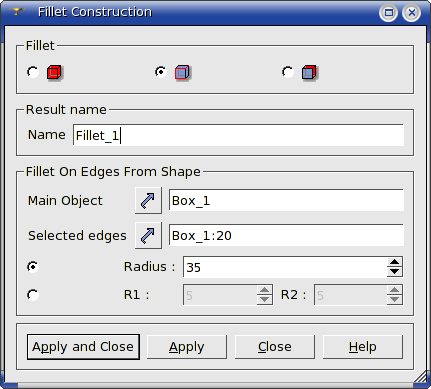 Fillet Construction
Fillet
Result name
Name Fillet_1
Fillet On Edges From Shape
Main Object Box_1
Selected edges Box_1:20
Radius : 35
R1 : 5 R2 : 5
Apply and Close Apply Close Help